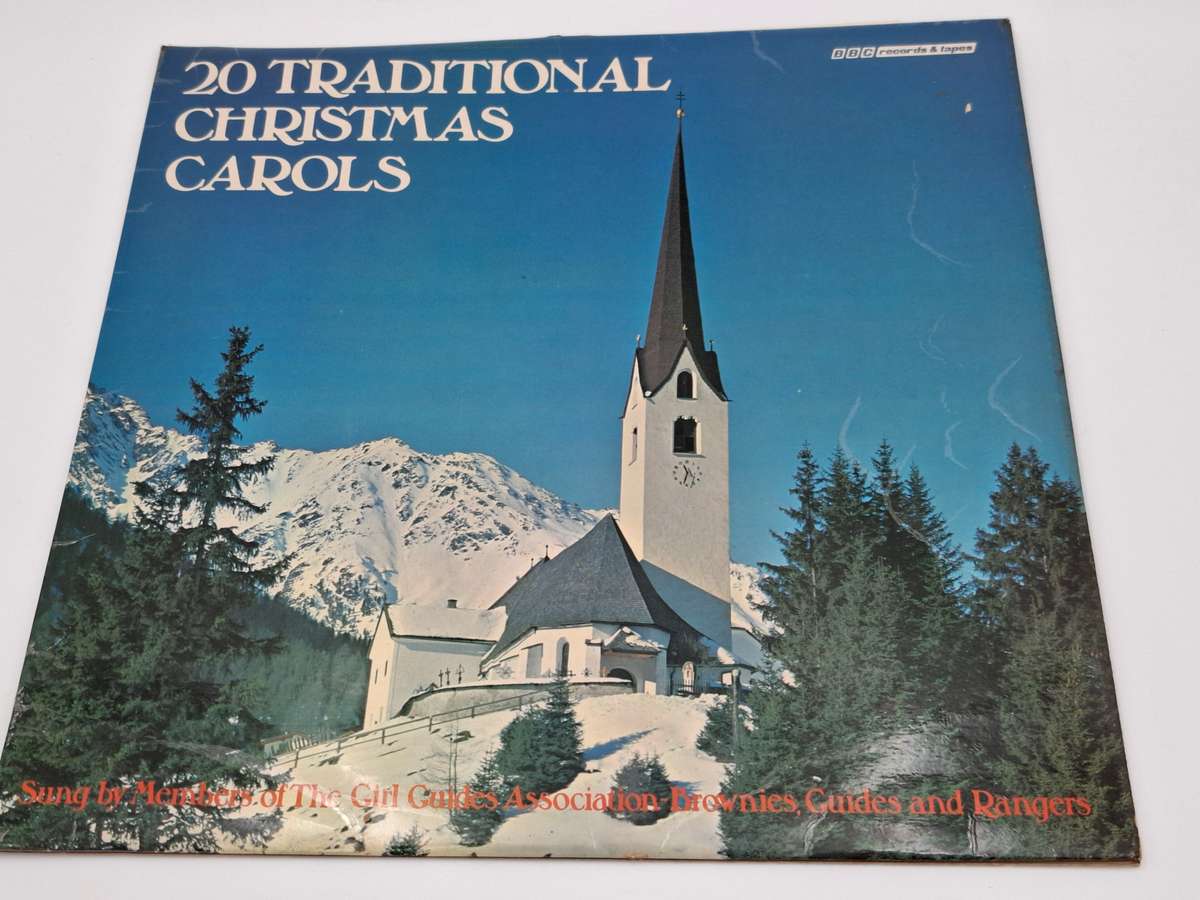 20 TRADITIONAL
CHRISTMAS
CAROLS
BBC records & tapes
Sung by Members of The Girl Guides Association Brownies, Guides and Rangers